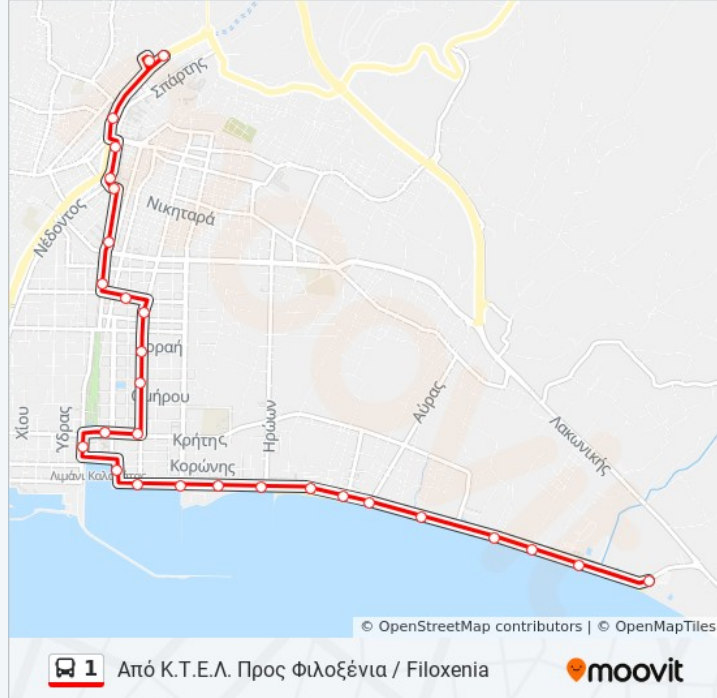 Σπάρτης
Νέδοντος
Νικηταρά
Ομήρου
Χίου
Ύδρας
Ηρώων
Αύρας
Λακωνικής
Κρήτης
Κορώνης
© OpenStreetMap contributors | © OpenMapTiles
1 Από Κ.Τ.Ε.Λ. Προς Φιλοξένια / Filoxenia
moovit